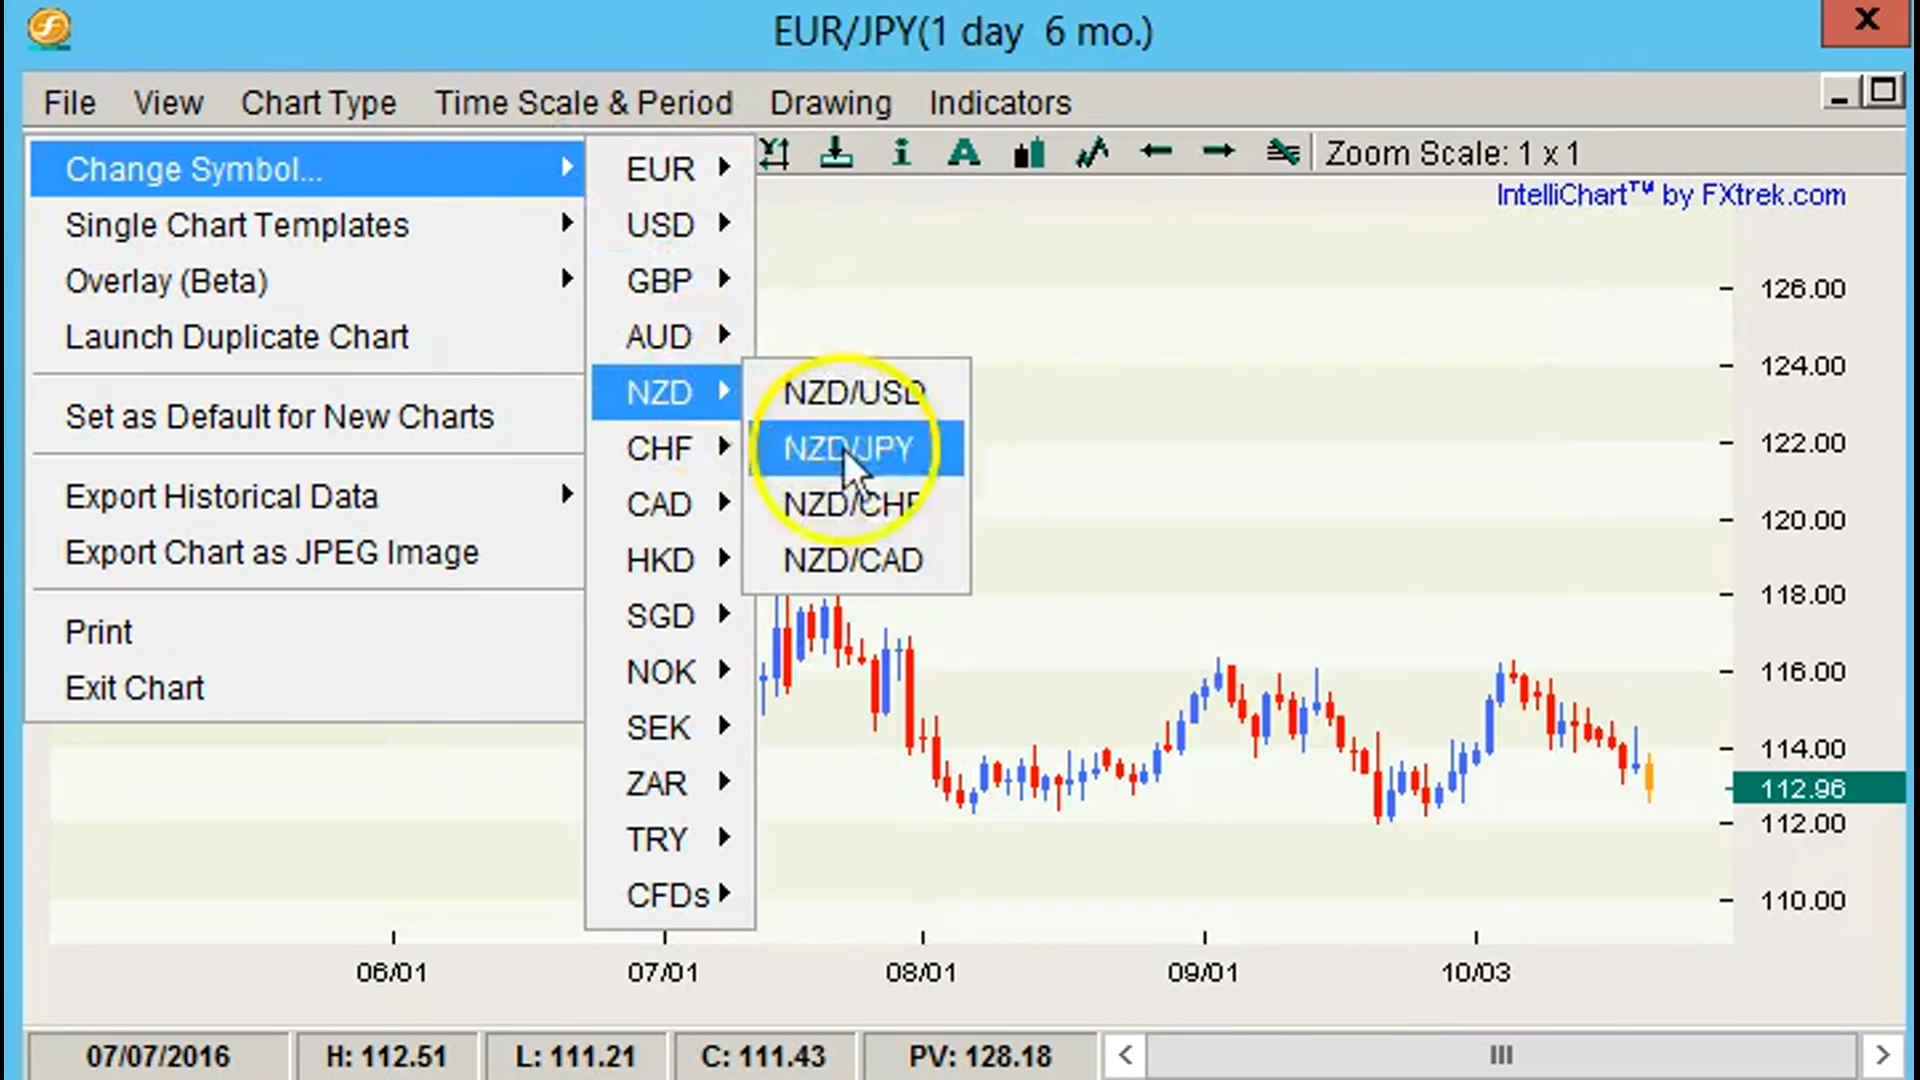 EUR/JPY(1 day 6 mo.)
X
File View Chart Type Time Scale & Period Drawing Indicators
Zoom Scale: 1 x 1
IntelliChart™ by FXtrek.com
Change Symbol...
Single Chart Templates
Overlay (Beta)
Launch Duplicate Chart
Set as Default for New Charts
Export Historical Data
Export Chart as JPEG Image
Print
Exit Chart
EUR
USD
GBP
AUD
NZD
CHF
CAD
HKD
SGD
NOK
SEK
ZAR
TRY
CFDs
NZD/USD
NZD/JPY
NZD/CHF
NZD/CAD
126.00
124.00
122.00
120.00
118.00
116.00
114.00
112.96
112.00
110.00
06/01 07/01 08/01 09/01 10/03
07/07/2016 H: 112.51 L: 111.21 C: 111.43 PV: 128.18